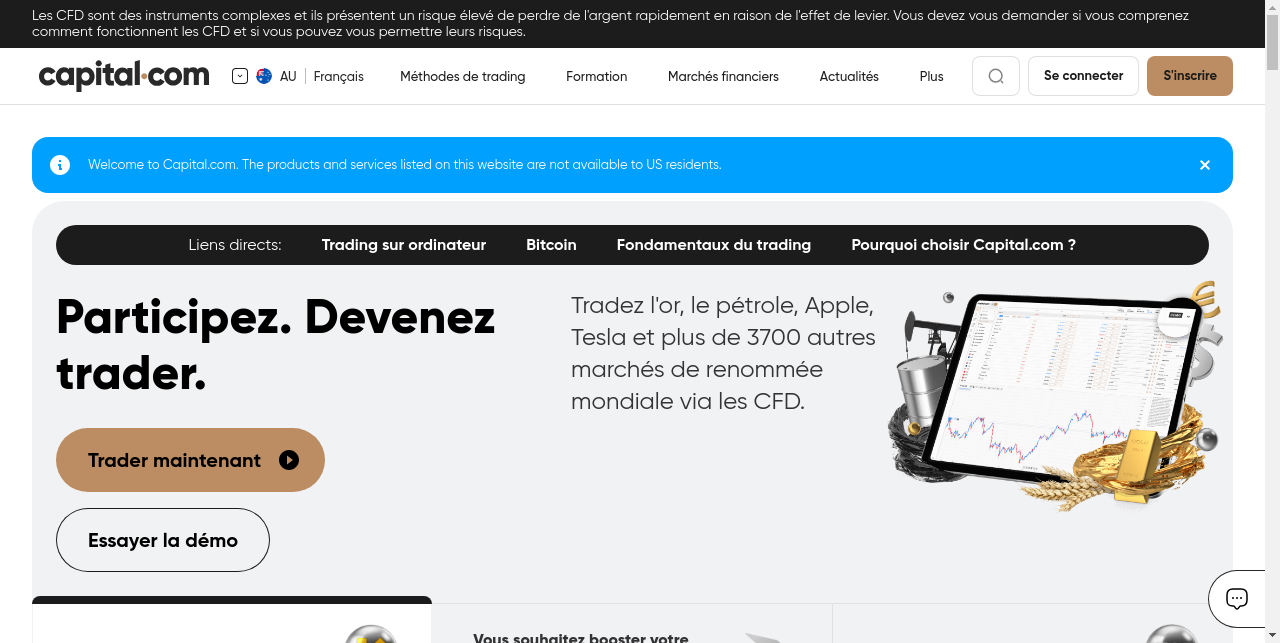 Les CFD sont des instruments complexes et ils présentent un risque élevé de perdre de l'argent rapidement en raison de l'effet de levier. Vous devez vous demander si vous comprenez
comment fonctionnent les CFD et si vous pouvez vous permettre leurs risques.
capital.com AU Français Méthodes de trading Formation Marchés financiers Actualités Plus Se connecter S'inscrire
Welcome to Capital.com. The products and services listed on this website are not available to US residents.
Liens directs: Trading sur ordinateur Bitcoin Fondamentaux du trading Pourquoi choisir Capital.com ?
Participez. Devenez
trader.
Tradez l'or, le pétrole, Apple,
Tesla et plus de 3700 autres
marchés de renommée
mondiale via les CFD.
Trader maintenant
Essayer la démo
Vous souhaitez booster votre